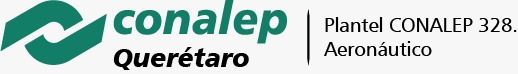 conalep
Querétaro
Plantel CONALEP 328.
Aeronáutico